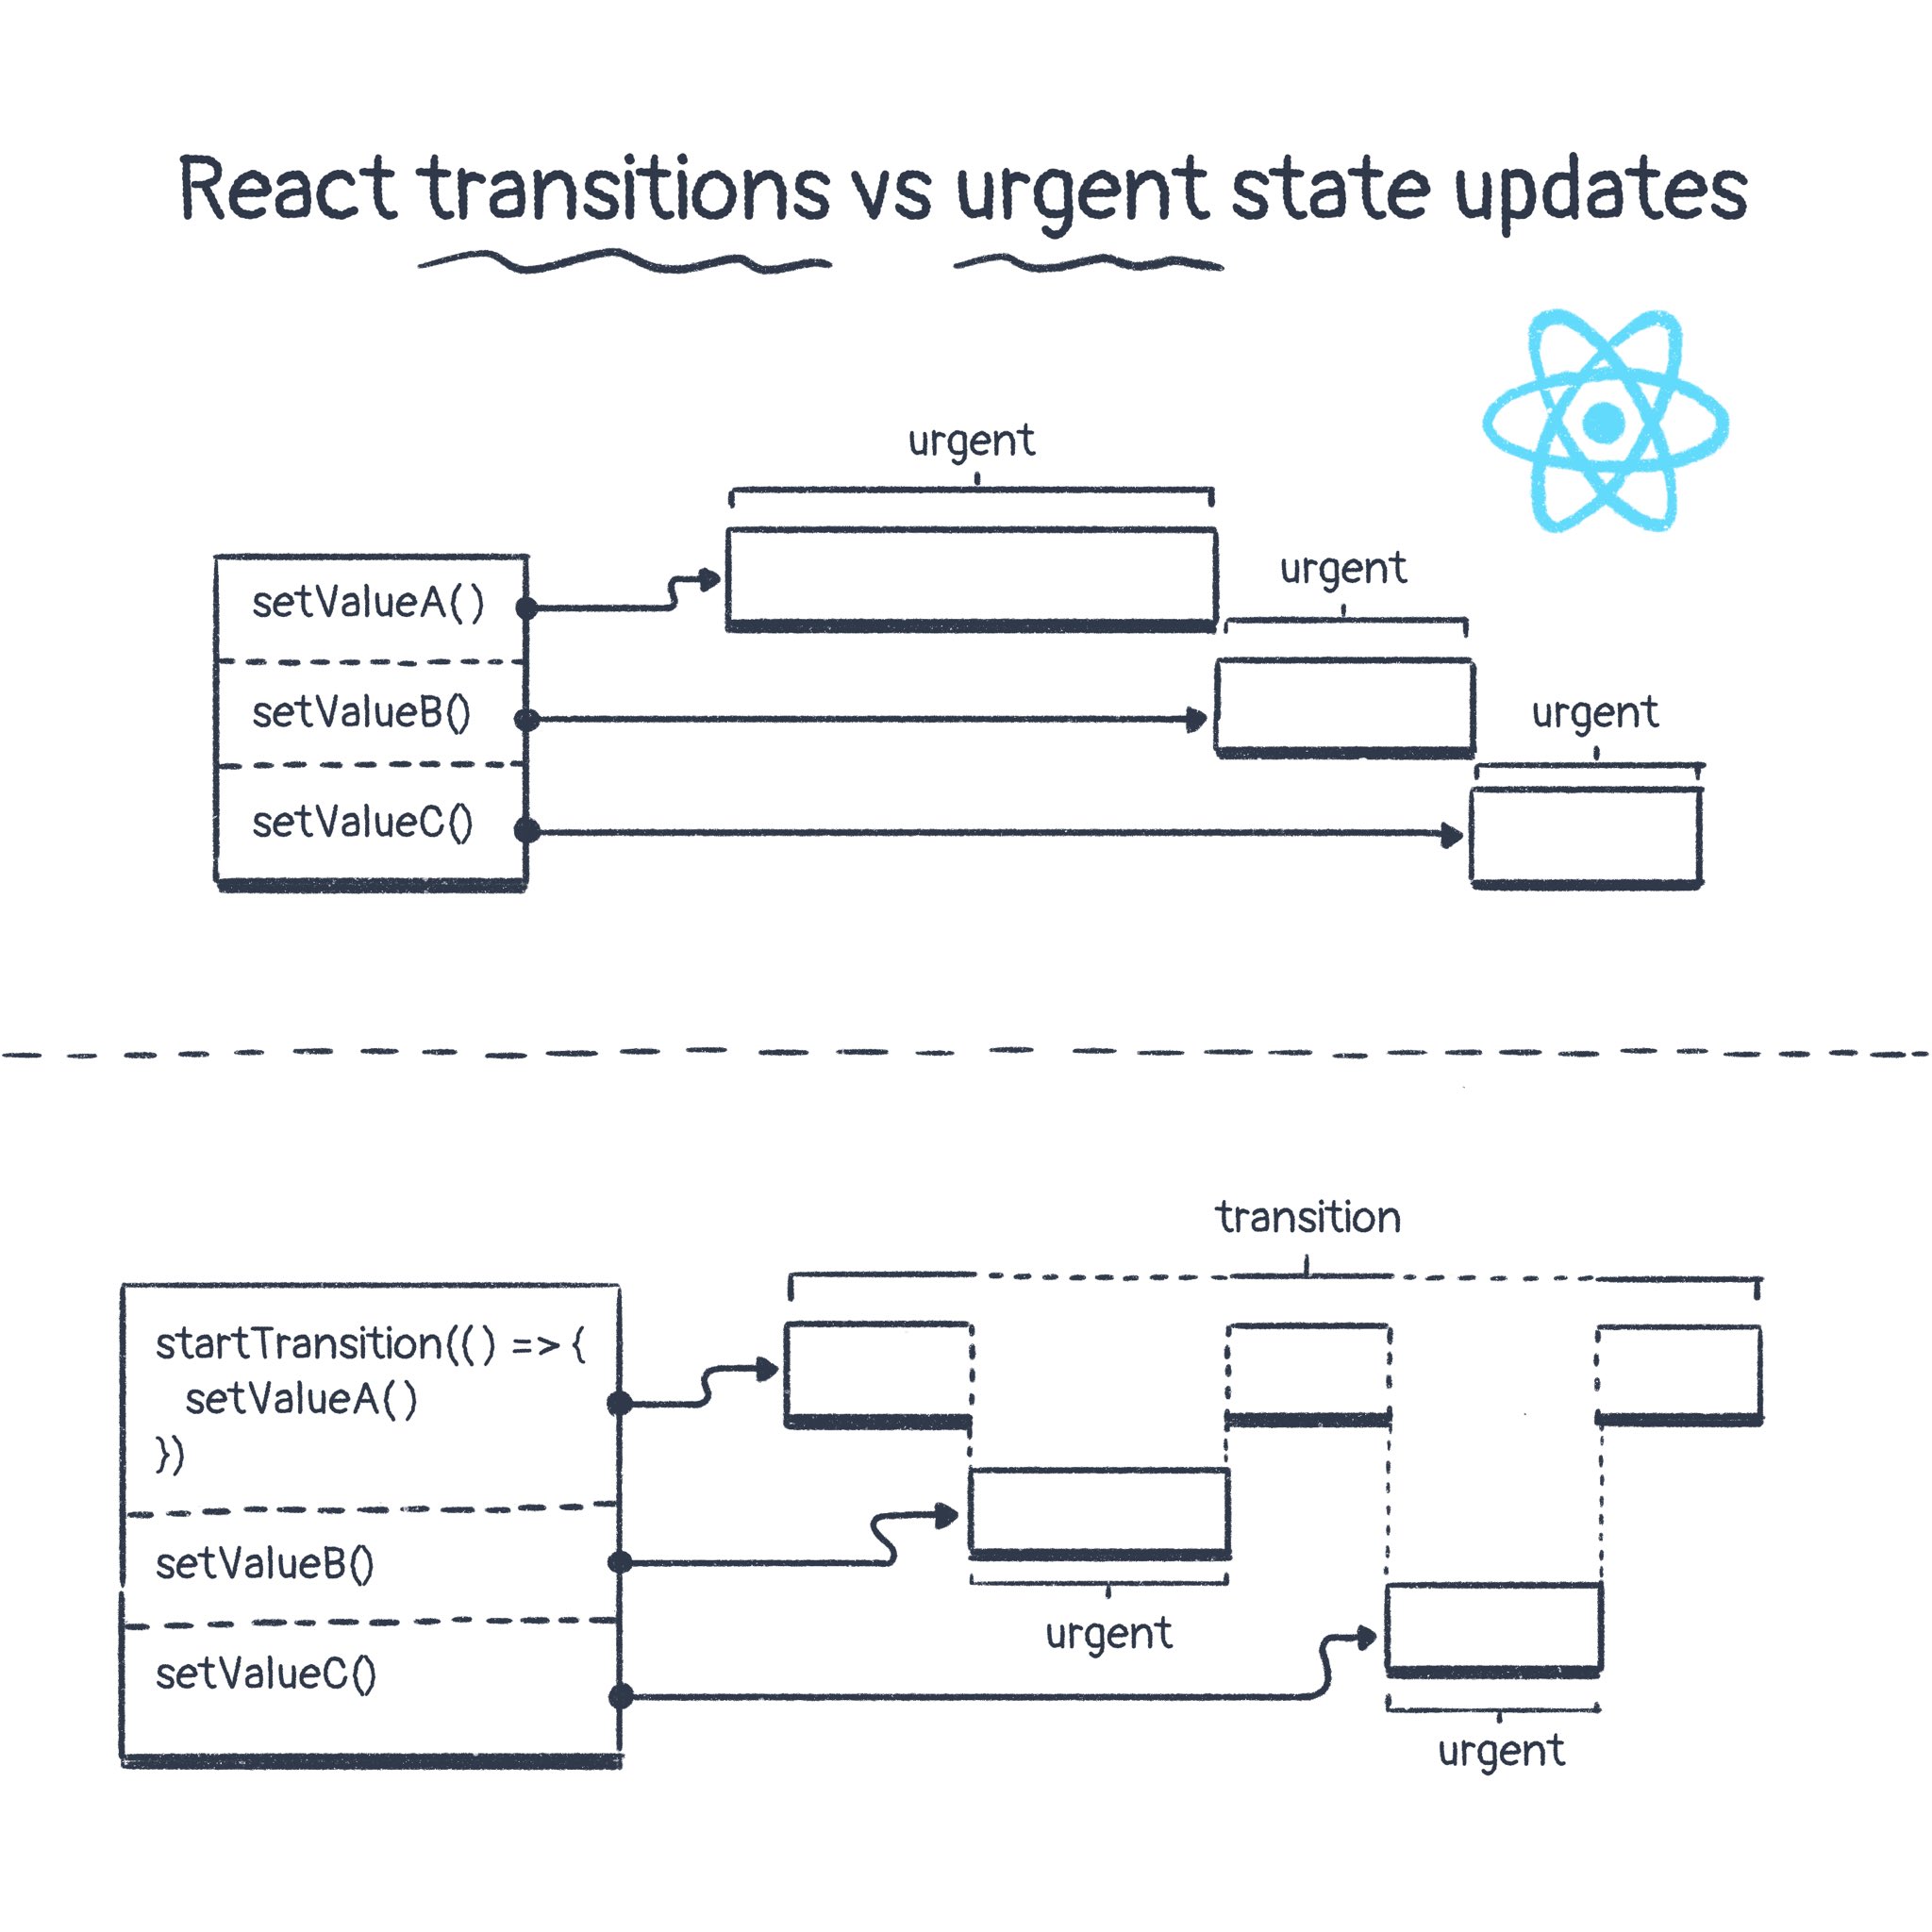 React transitions vs urgent state updates
urgent
setValueA()
urgent
setValueB()
urgent
setValueC()
transition
startTransition(() => {
setValueA()
})
setValueB()
urgent
setValueC()
urgent